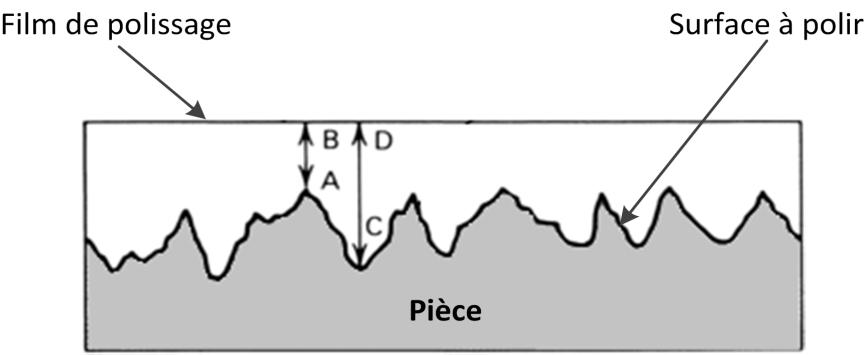 Film de polissage
Surface à polir
B D
A
C
Pièce